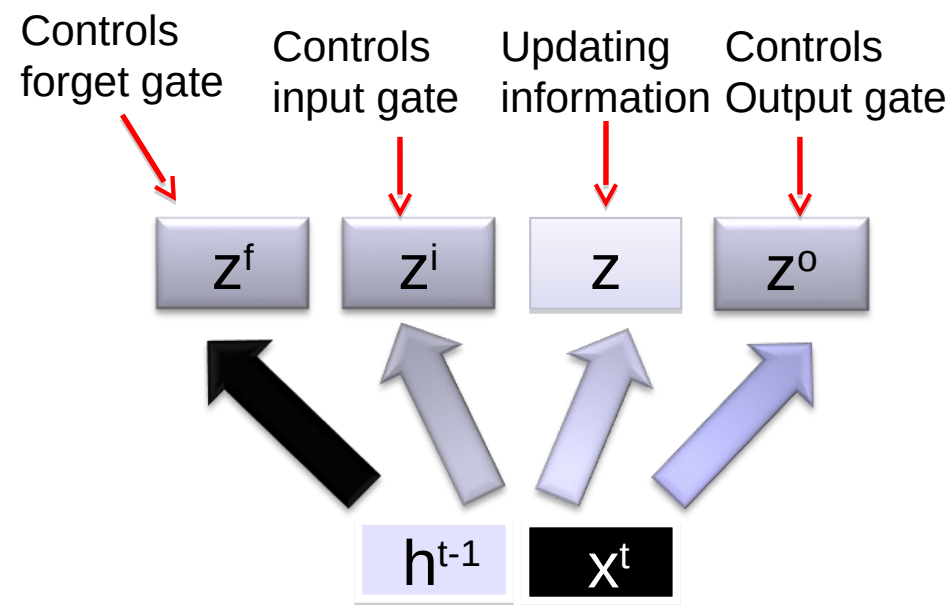 Controls
forget gate
Controls
input gate
Updating
information
Controls
Output gate
zᶠ
zⁱ
z
zᵒ
hᵗ⁻¹
xᵗ